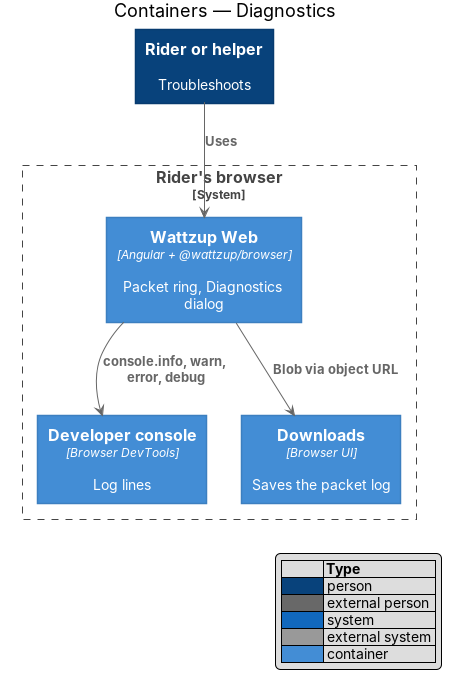 Containers — Diagnostics
Rider or helper
Troubleshoots
Uses
Rider's browser
[System]
Wattzup Web
[Angular + @wattzup/browser]
Packet ring, Diagnostics
dialog
console.info, warn,
error, debug
Blob via object URL
Developer console
[Browser DevTools]
Log lines
Downloads
[Browser UI]
Saves the packet log
Type
person
external person
system
external system
container